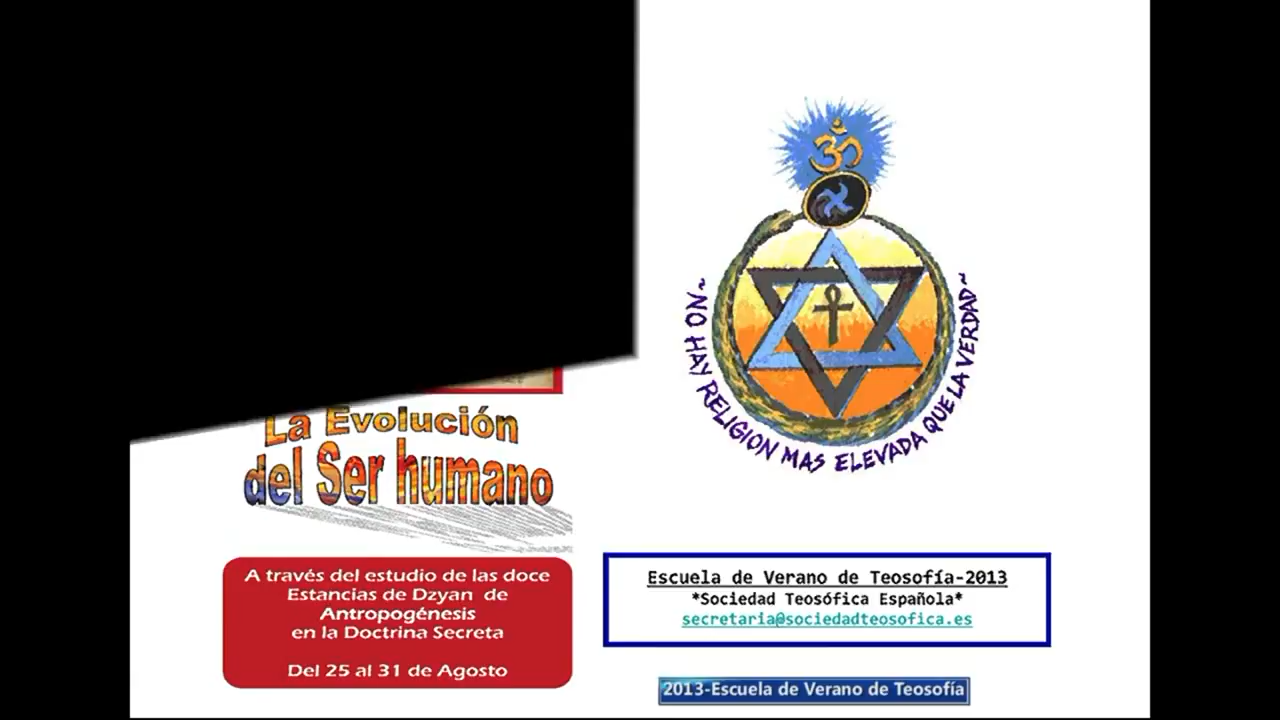 La Evolución
del Ser humano
A través del estudio de las doce
Estancias de Dzyan de
Antropogénesis
en la Doctrina Secreta
Del 25 al 31 de Agosto
ॐ
~NO HAY RELIGION MAS ELEVADA QUE LA VERDAD~
Escuela de Verano de Teosofía-2013
*Sociedad Teosófica Española*
secretaria@sociedadteosofica.es
2013-Escuela de Verano de Teosofía